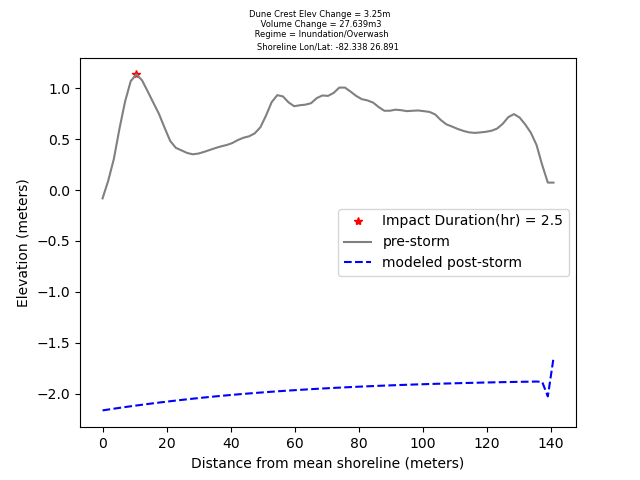 Dune Crest Elev Change = 3.25m
Volume Change = 27.639m3
Regime = Inundation/Overwash
Shoreline Lon/Lat: -82.338 26.891
1.0
0.5
0.0
−0.5
−1.0
−1.5
−2.0
Elevation (meters)
Impact Duration(hr) = 2.5
pre-storm
modeled post-storm
0 20 40 60 80 100 120 140
Distance from mean shoreline (meters)